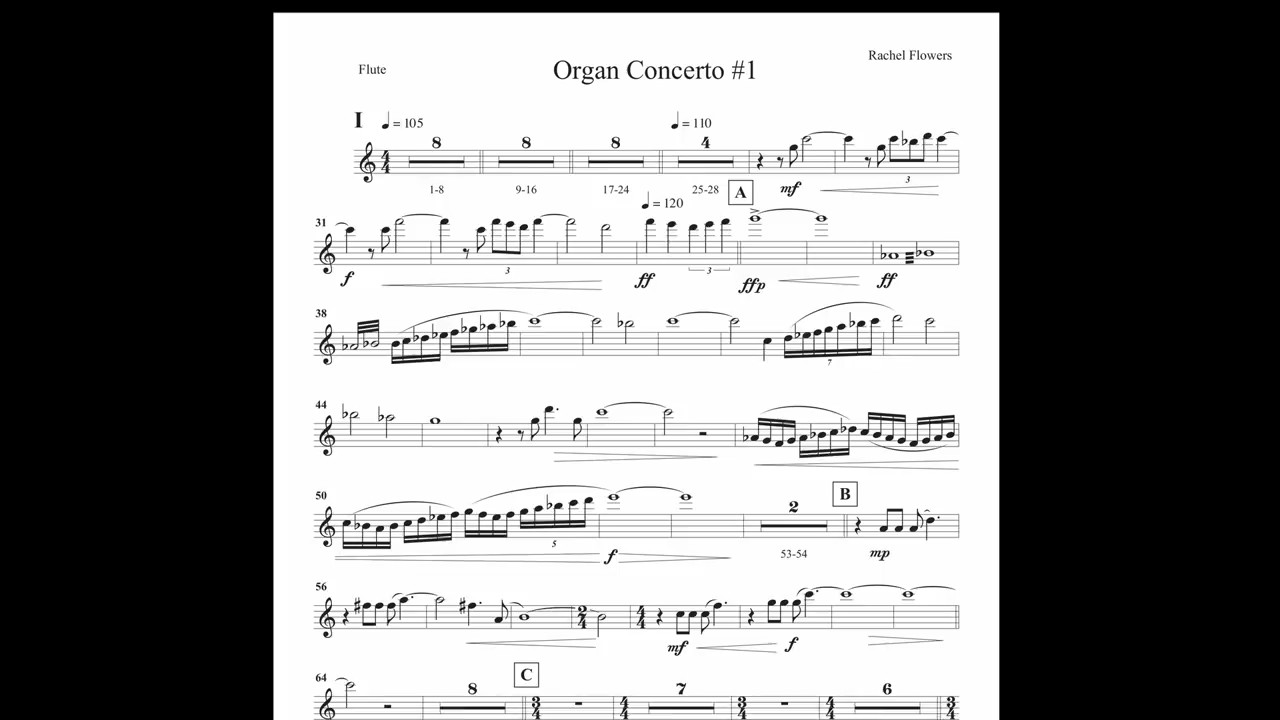 Rachel Flowers
Flute
Organ Concerto #1
I ♩ = 105 ♩ = 110
8 8 8 4
4/4
3
mf
1-8 9-16 17-24 25-28 A
♩ = 120
31
3 3
f ff ffp ff
38
7
44
50 B
2
5
f 53-54 mp
56
2/4 4/4
mf f
64 C
8 7 6
3/4 4/4 3/4 4/4 3/4